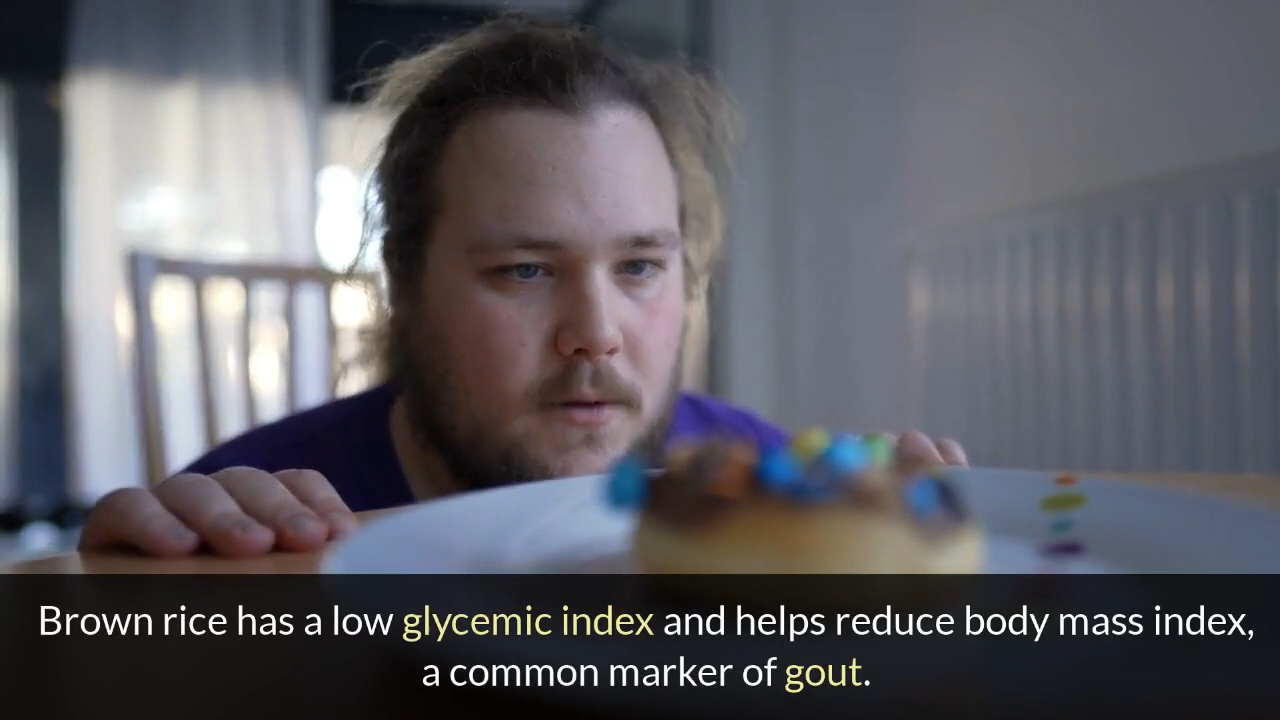 Brown rice has a low glycemic index and helps reduce body mass index,
a common marker of gout.